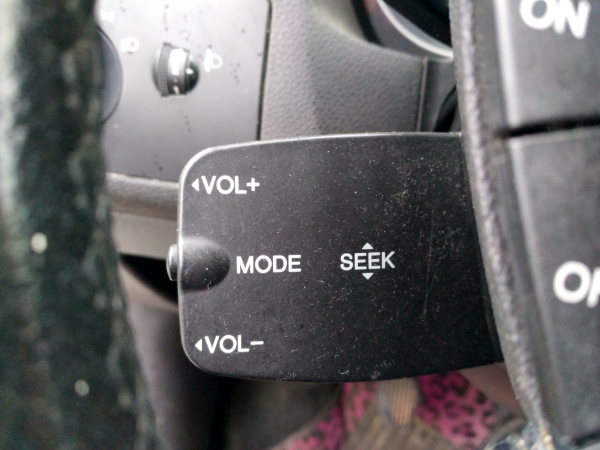 ON
VOL+
MODE SEEK
VOL-